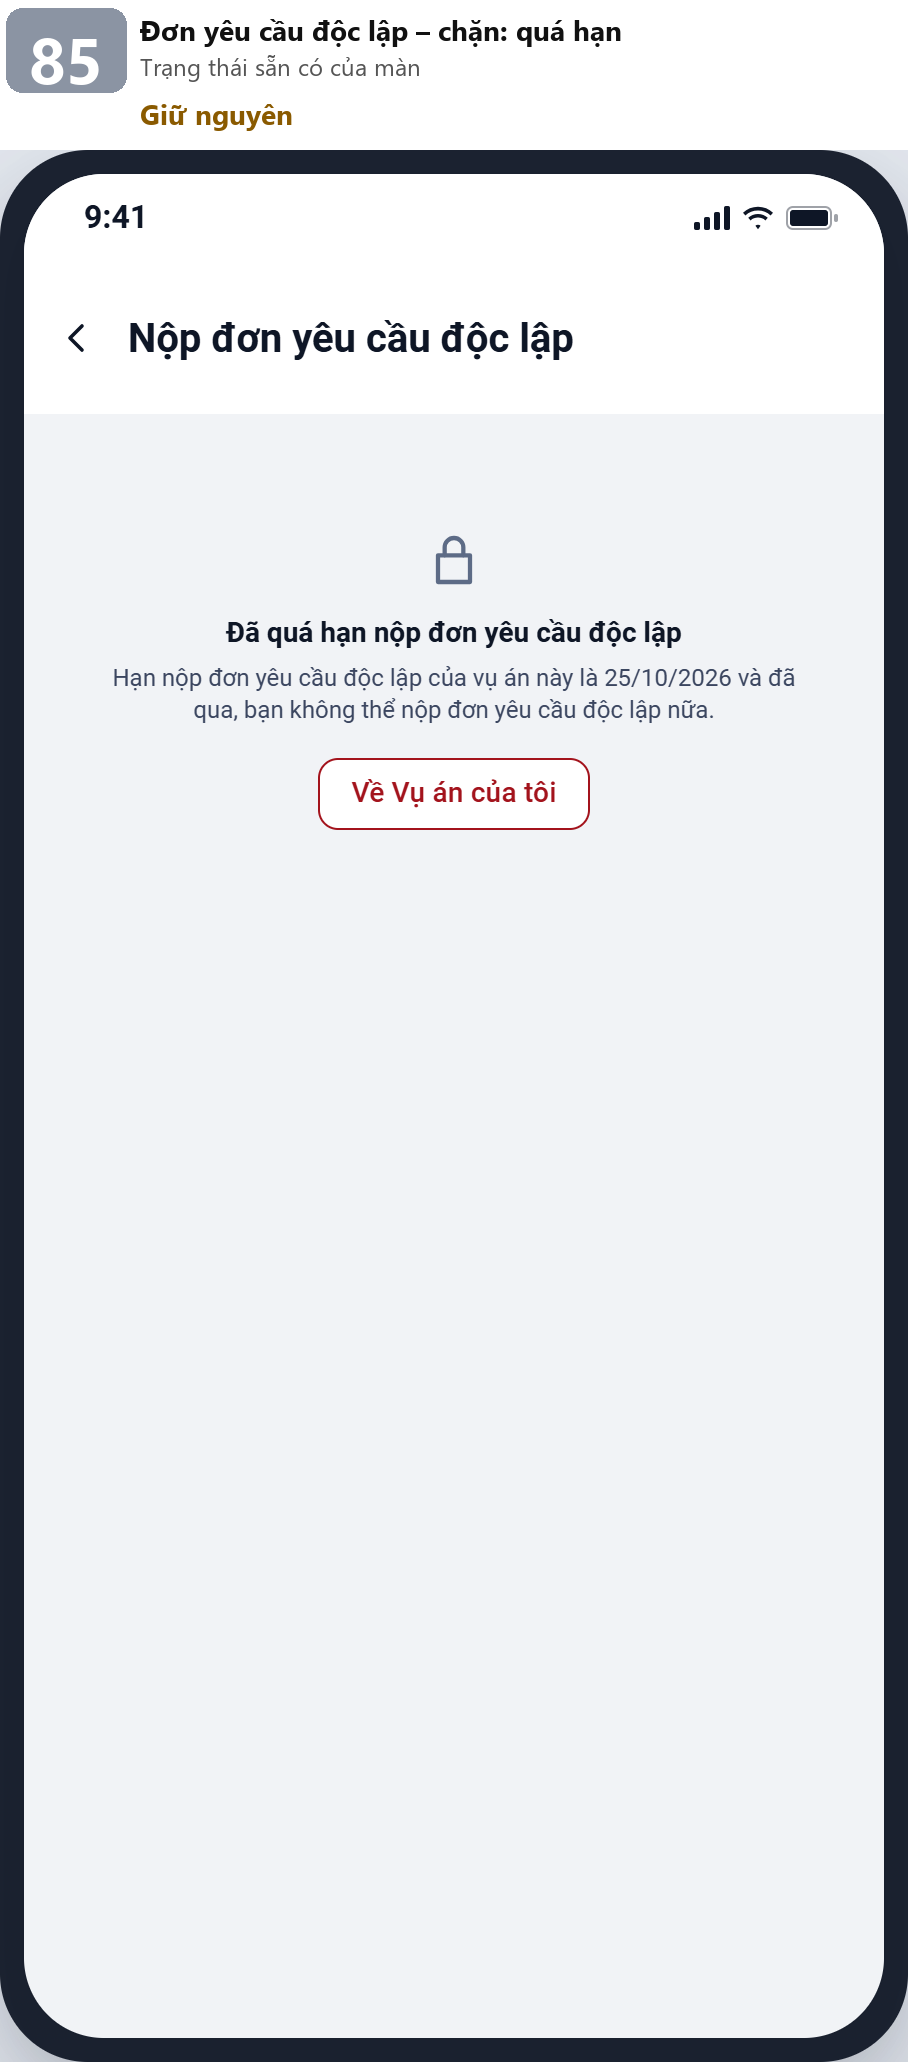 85
Đơn yêu cầu độc lập – chặn: quá hạn
Trạng thái sẵn có của màn
Giữ nguyên
9:41
Nộp đơn yêu cầu độc lập
Đã quá hạn nộp đơn yêu cầu độc lập
Hạn nộp đơn yêu cầu độc lập của vụ án này là 25/10/2026 và đã
qua, bạn không thể nộp đơn yêu cầu độc lập nữa.
Về Vụ án của tôi